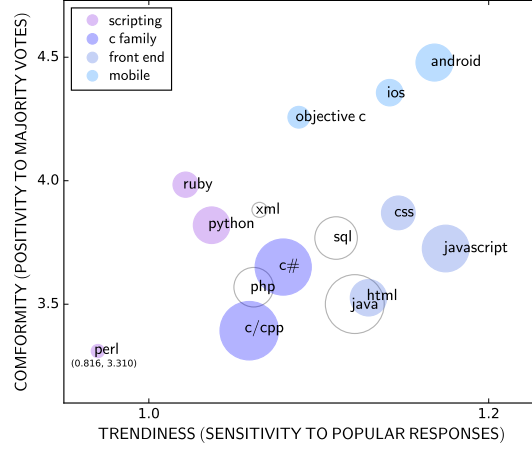 scripting
c family
front end
mobile
4.5
4.0
3.5
1.0
1.2
android
ios
objective c
ruby
xml
python
css
sql
javascript
c#
php
html
java
c/cpp
perl
(0.816, 3.310)
COMFORMITY (POSITIVITY TO MAJORITY VOTES)
TRENDINESS (SENSITIVITY TO POPULAR RESPONSES)